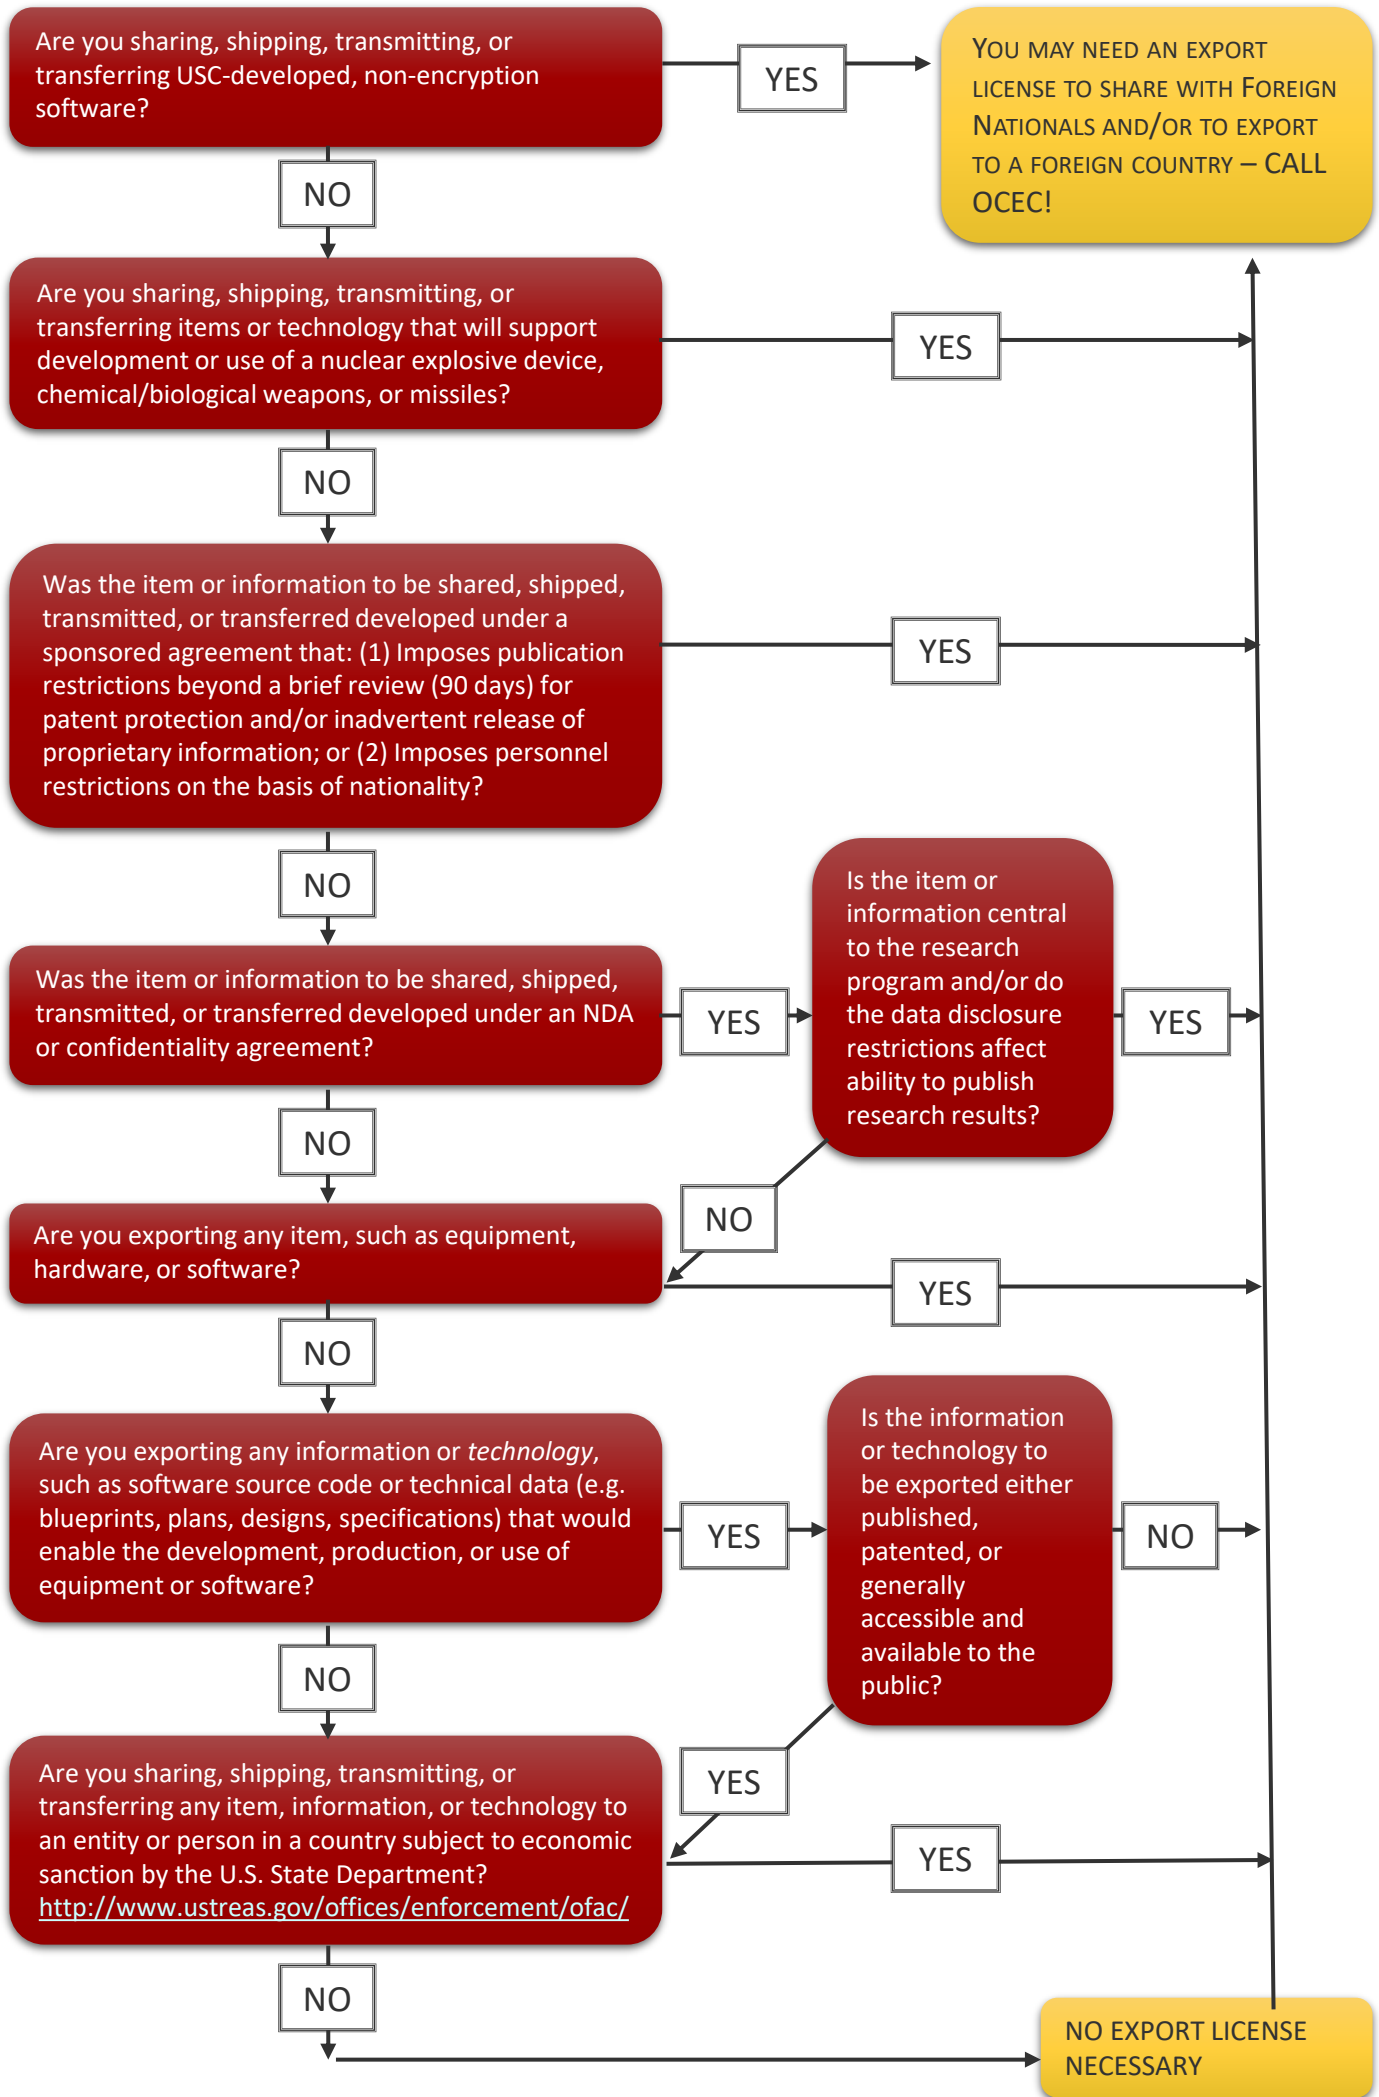 Are you sharing, shipping, transmitting, or
transferring USC-developed, non-encryption
software?
YES
YOU MAY NEED AN EXPORT
LICENSE TO SHARE WITH FOREIGN
NATIONALS AND/OR TO EXPORT
TO A FOREIGN COUNTRY – CALL
OCEC!
NO
Are you sharing, shipping, transmitting, or
transferring items or technology that will support
development or use of a nuclear explosive device,
chemical/biological weapons, or missiles?
YES
NO
Was the item or information to be shared, shipped,
transmitted, or transferred developed under a
sponsored agreement that: (1) Imposes publication
restrictions beyond a brief review (90 days) for
patent protection and/or inadvertent release of
proprietary information; or (2) Imposes personnel
restrictions on the basis of nationality?
YES
NO
Was the item or information to be shared, shipped,
transmitted, or transferred developed under an NDA
or confidentiality agreement?
YES
Is the item or
information central
to the research
program and/or do
the data disclosure
restrictions affect
ability to publish
research results?
YES
NO
NO
Are you exporting any item, such as equipment,
hardware, or software?
YES
NO
Are you exporting any information or technology,
such as software source code or technical data (e.g.
blueprints, plans, designs, specifications) that would
enable the development, production, or use of
equipment or software?
YES
Is the information
or technology to
be exported either
published,
patented, or
generally
accessible and
available to the
public?
NO
NO
YES
Are you sharing, shipping, transmitting, or
transferring any item, information, or technology to
an entity or person in a country subject to economic
sanction by the U.S. State Department?
http://www.ustreas.gov/offices/enforcement/ofac/
YES
NO
NO EXPORT LICENSE
NECESSARY